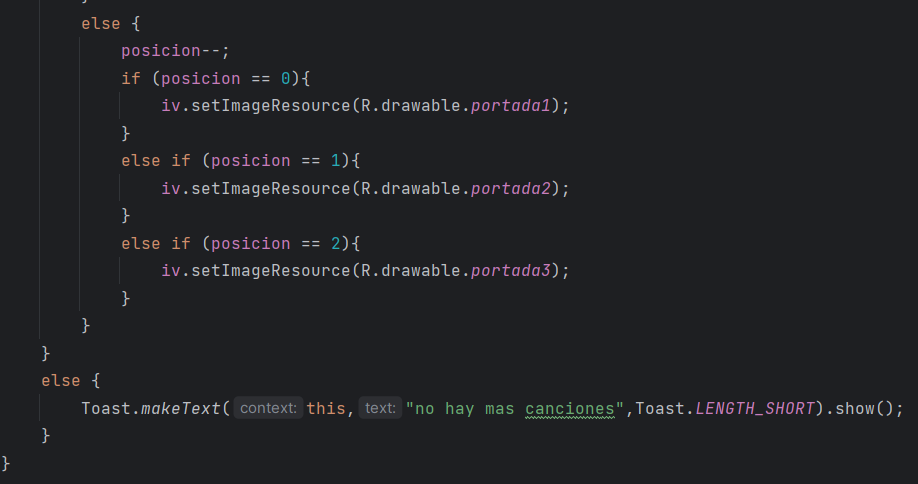 }
else {
posicion--;
if (posicion == 0){
iv.setImageResource(R.drawable.portada1);
}
else if (posicion == 1){
iv.setImageResource(R.drawable.portada2);
}
else if (posicion == 2){
iv.setImageResource(R.drawable.portada3);
}
}
}
else {
Toast.makeText( context: this, text: "no hay mas canciones",Toast.LENGTH_SHORT).show();
}
}